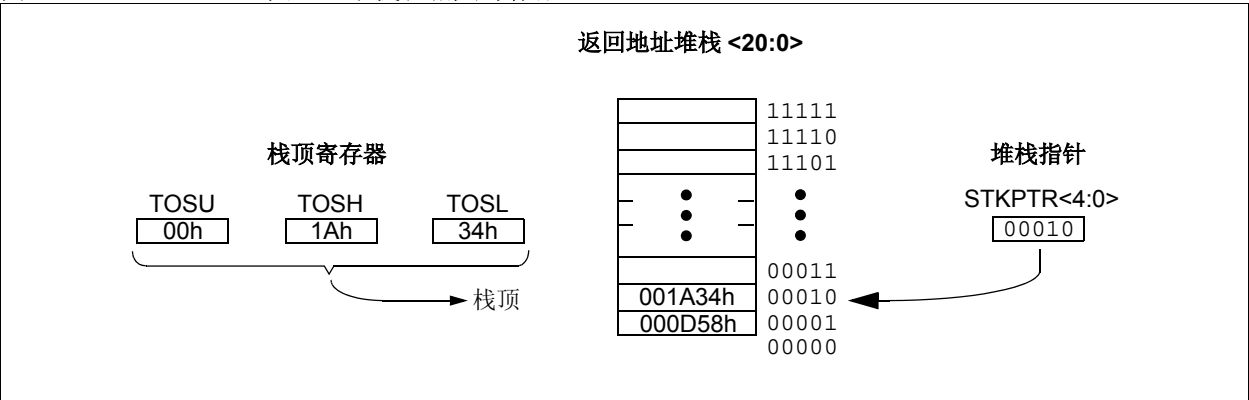 返回地址堆栈 <20:0>
栈顶寄存器
TOSU TOSH TOSL
00h 1Ah 34h
栈顶
11111
11110
11101
00011
001A34h 00010
000D58h 00001
00000
堆栈指针
STKPTR<4:0>
00010